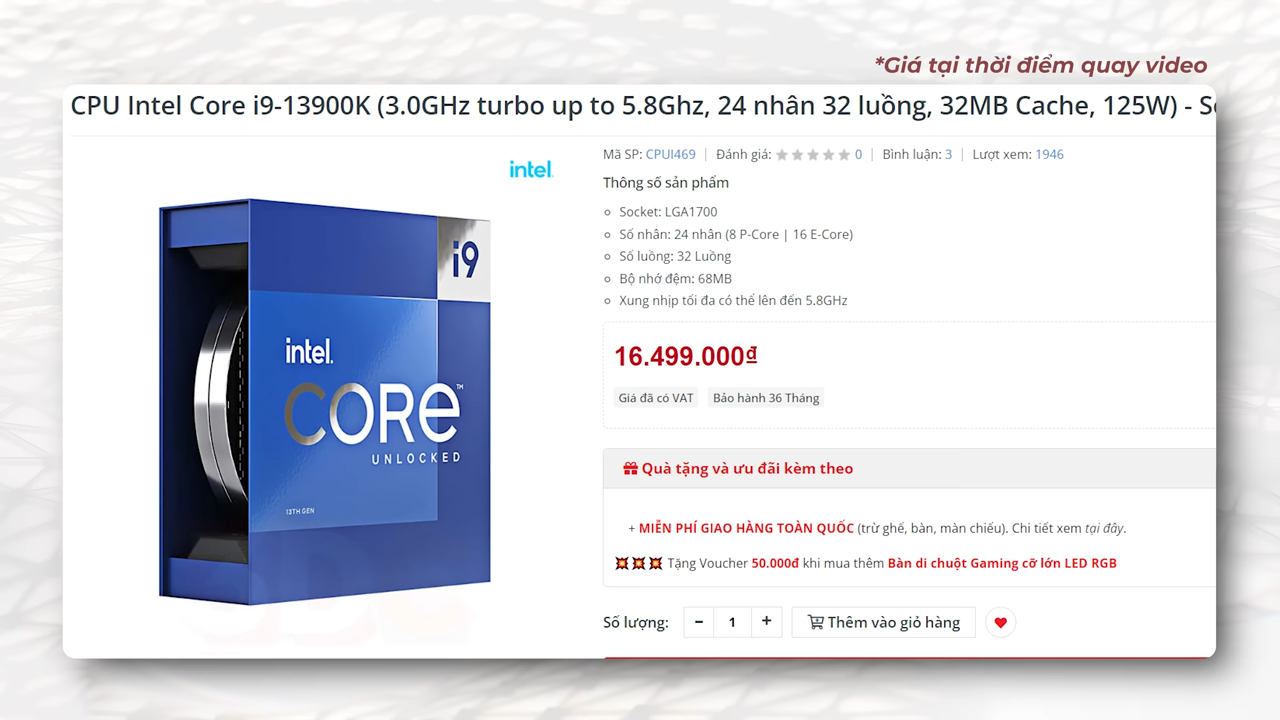 *Giá tại thời điểm quay video
CPU Intel Core i9-13900K (3.0GHz turbo up to 5.8Ghz, 24 nhân 32 luồng, 32MB Cache, 125W) -
Mã SP: CPUI469 | Đánh giá: 0 | Bình luận: 3 | Lượt xem: 1946
intel
Thông số sản phẩm
Socket: LGA1700
Số nhân: 24 nhân (8 P-Core | 16 E-Core)
Số luồng: 32 Luồng
Bộ nhớ đệm: 68MB
Xung nhịp tối đa có thể lên đến 5.8GHz
i9
intel.
CORE™
UNLOCKED
13TH GEN
16.499.000₫
Giá đã có VAT Bảo hành 36 Tháng
Quà tặng và ưu đãi kèm theo
+ MIỄN PHÍ GIAO HÀNG TOÀN QUỐC (trừ ghế, bàn, màn chiếu). Chi tiết xem tại đây.
💥💥💥 Tặng Voucher 50.000đ khi mua thêm Bàn di chuột Gaming cỡ lớn LED RGB
Số lượng: - 1 + Thêm vào giỏ hàng